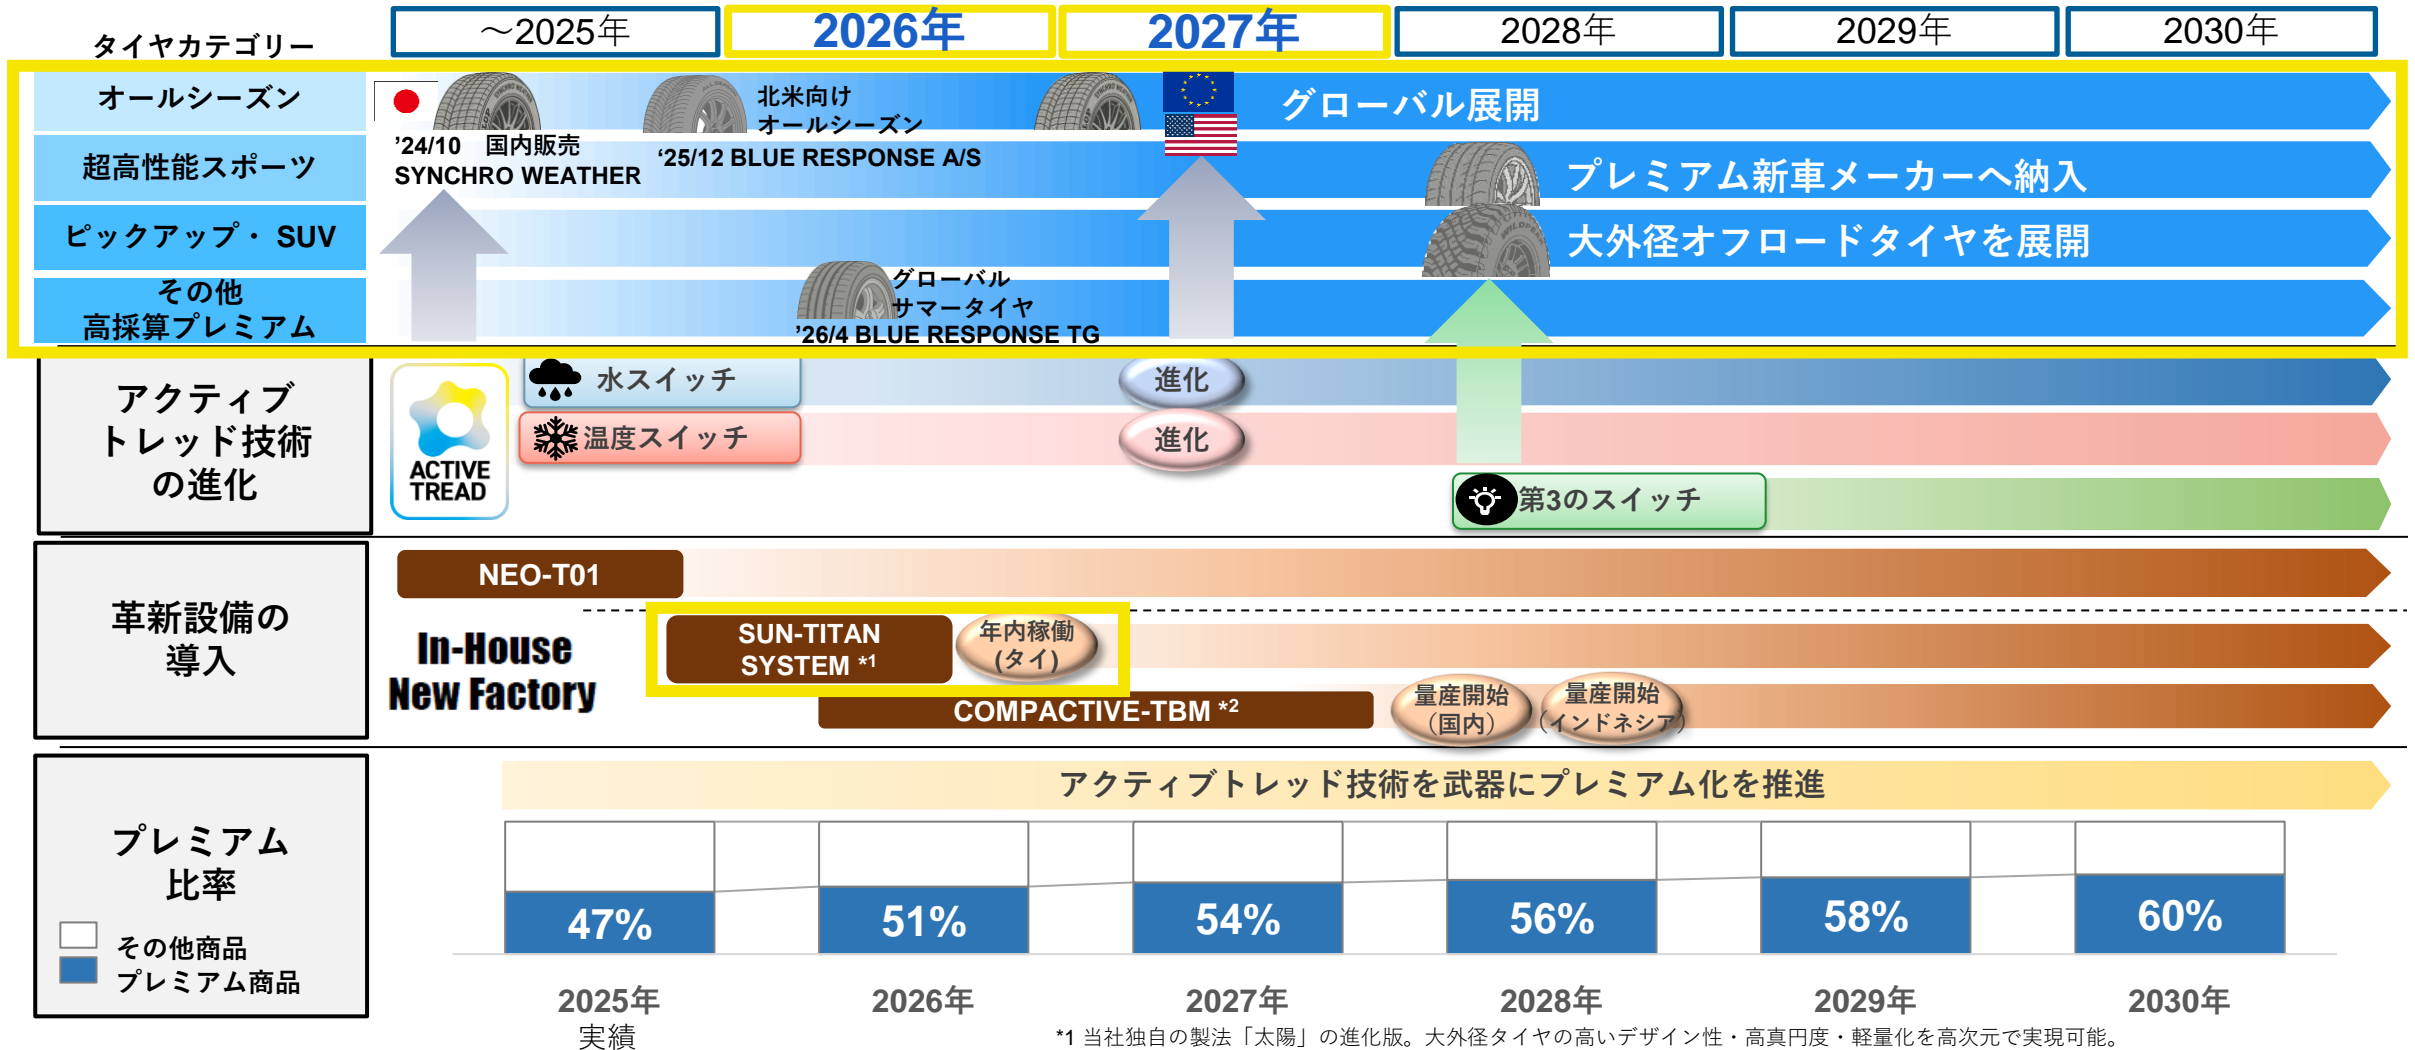 タイヤカテゴリー
～2025年
2026年
2027年
2028年
2029年
2030年
オールシーズン
'24/10　国内販売
SYNCHRO WEATHER
北米向け
オールシーズン
‘25/12 BLUE RESPONSE A/S
グローバル展開
超高性能スポーツ
プレミアム新車メーカーへ納入
ピックアップ・ SUV
大外径オフロードタイヤを展開
その他
高採算プレミアム
グローバル
サマータイヤ
’26/4 BLUE RESPONSE TG
アクティブ
トレッド技術
の進化
ACTIVE
TREAD
水スイッチ
進化
温度スイッチ
進化
第3のスイッチ
革新設備の
導入
NEO-T01
In-House
New Factory
SUN-TITAN
SYSTEM *1
年内稼働
(タイ)
COMPACTIVE-TBM *2
量産開始
（国内）
量産開始
（インドネシア）
プレミアム
比率
その他商品
プレミアム商品
アクティブトレッド技術を武器にプレミアム化を推進
47%
51%
54%
56%
58%
60%
2025年
実績
2026年
2027年
2028年
2029年
2030年
*1 当社独自の製法「太陽」の進化版。大外径タイヤの高いデザイン性・高真円度・軽量化を高次元で実現可能。